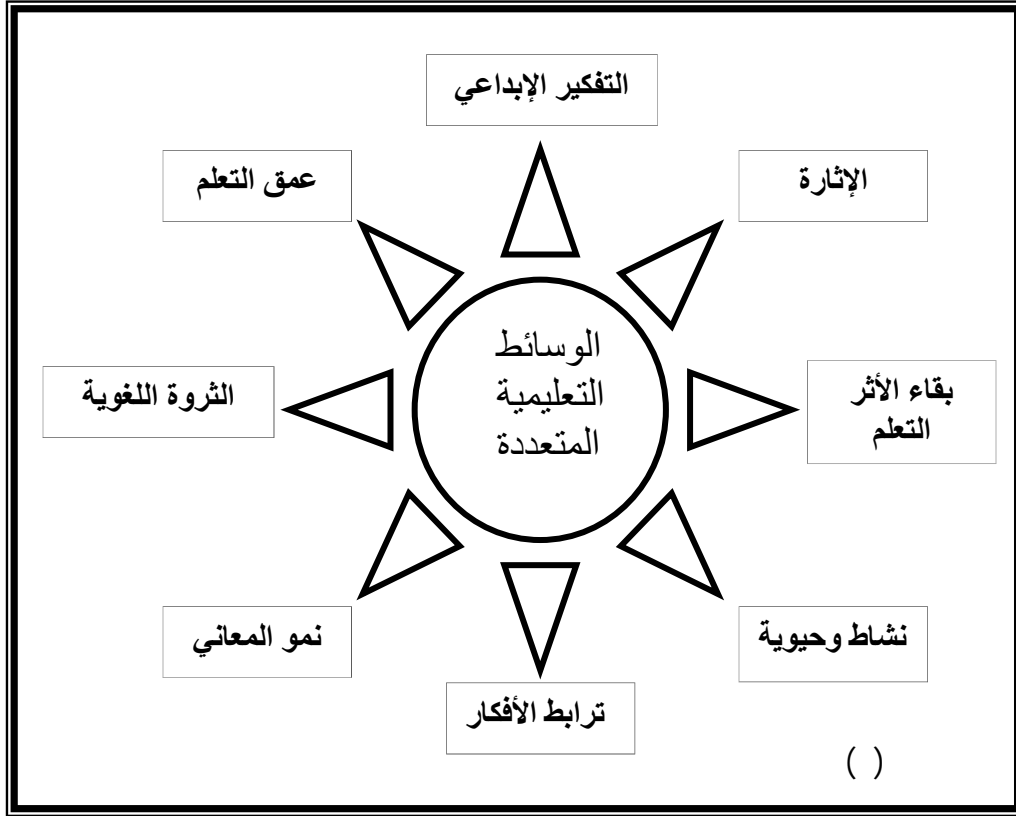 التفكير الإبداعي
الإثارة
عمق التعلم
الوسائط
التعليمية
المتعددة
بقاء الأثر
التعلم
الثروة اللغوية
نشاط وحيوية
نمو المعاني
ترابط الأفكار
( )